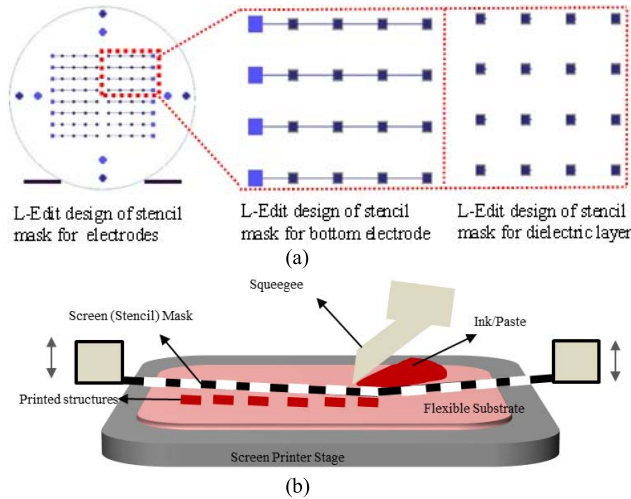 L-Edit design of stencil
mask for electrodes
L-Edit design of stencil
mask for bottom electrode
L-Edit design of stencil
mask for dielectric layer
(a)
Squeegee
Screen (Stencil) Mask
Ink/Paste
Printed structures
Flexible Substrate
Screen Printer Stage
(b)